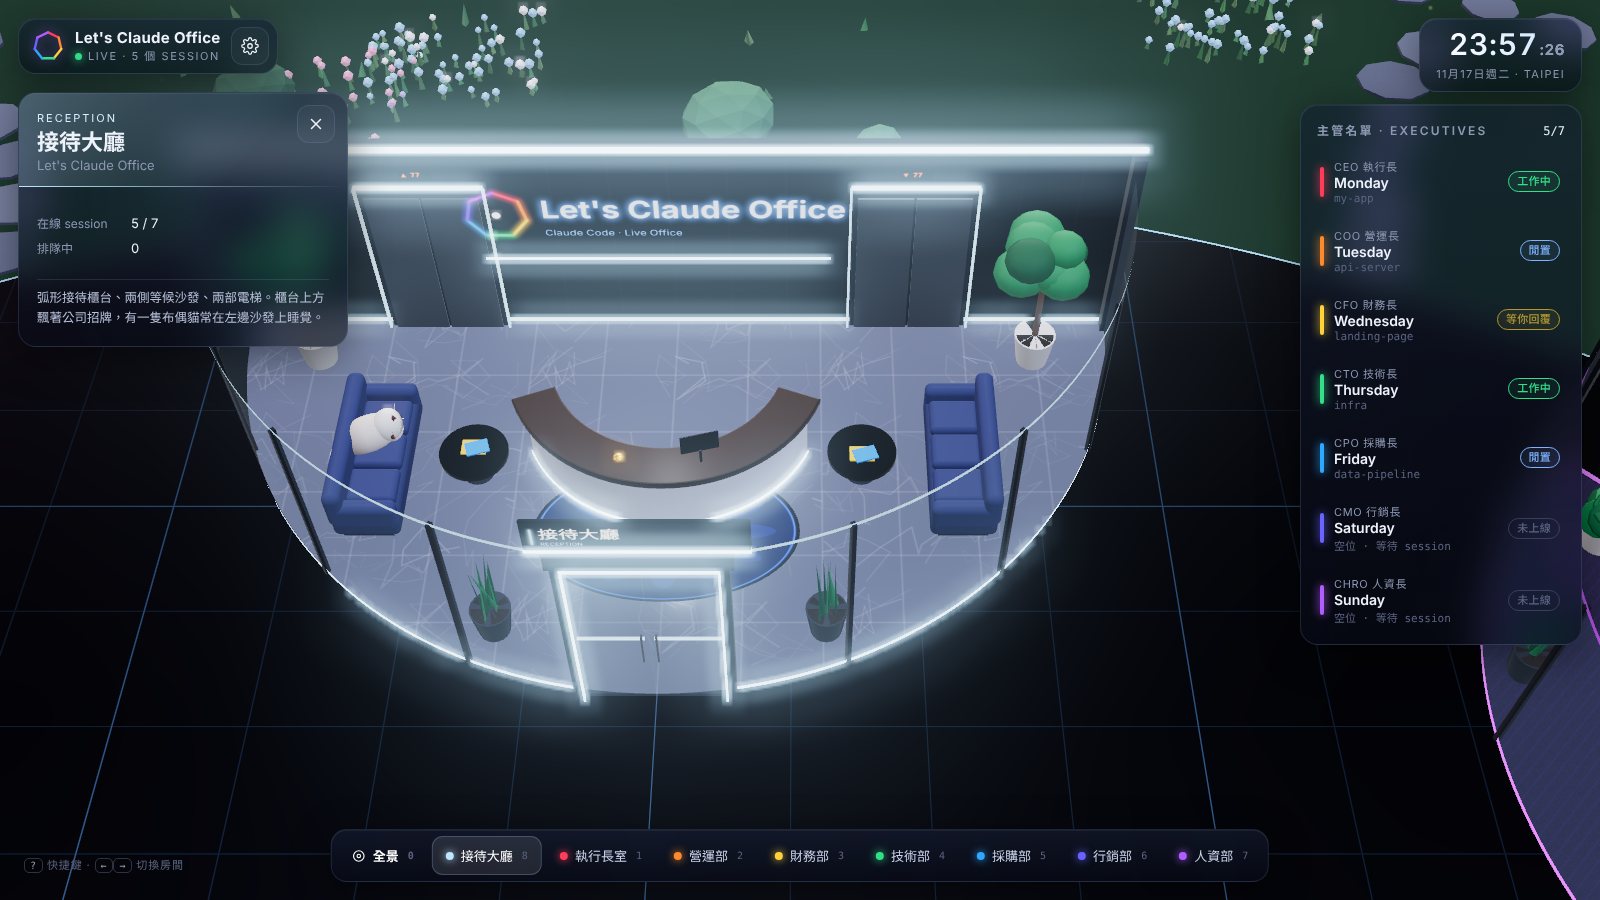 Let's Claude Office
LIVE · 5 個 SESSION
RECEPTION
接待大廳
Let's Claude Office
在線 session 5 / 7
排隊中 0
弧形接待櫃台、兩側等候沙發、兩部電梯。櫃台上方
飄著公司招牌，有一隻布偶貓常在左邊沙發上睡覺。
▲ 77
▼ 77
Let's Claude Office
Claude Code · Live Office
接待大廳
RECEPTION
23:57:26
11月17日週二 · TAIPEI
主管名單 · EXECUTIVES 5/7
CEO 執行長
Monday
my-app
工作中
COO 營運長
Tuesday
api-server
閒置
CFO 財務長
Wednesday
landing-page
等你回覆
CTO 技術長
Thursday
infra
工作中
CPO 採購長
Friday
data-pipeline
閒置
CMO 行銷長
Saturday
空位 · 等待 session
未上線
CHRO 人資長
Sunday
空位 · 等待 session
未上線
? 快捷鍵 · ← → 切換房間
全景 0 接待大廳 8 執行長室 1 營運部 2 財務部 3 技術部 4 採購部 5 行銷部 6 人資部 7